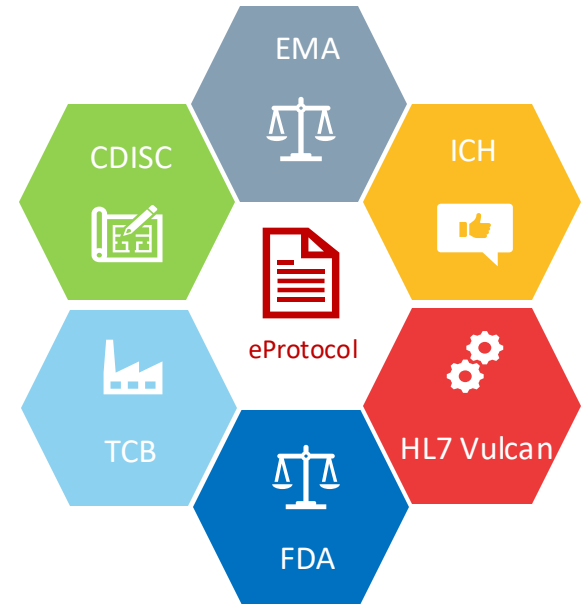 EMA
CDISC
ICH
eProtocol
TCB
HL7 Vulcan
FDA